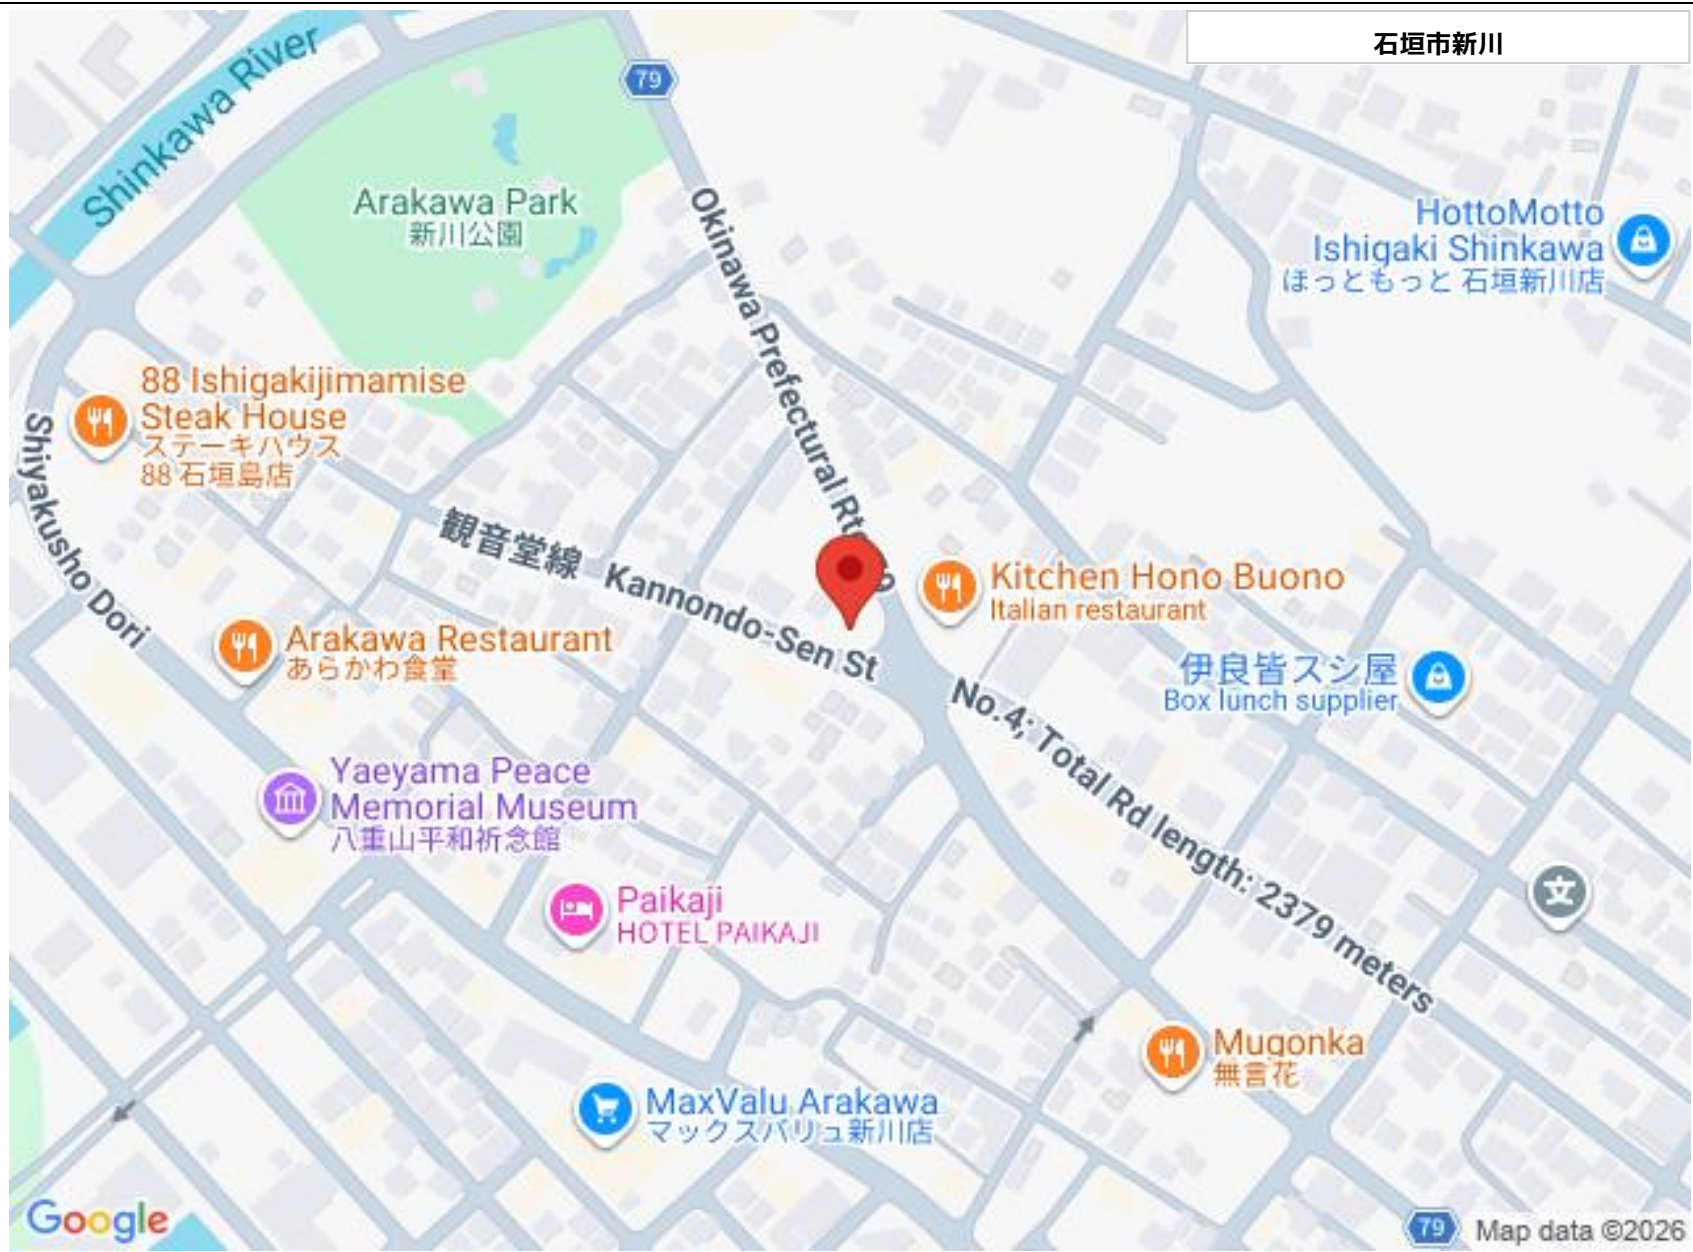 石垣市新川
79
Shinkawa River
Arakawa Park
新川公園
Okinawa Prefectural Rte 79
HottoMotto
Ishigaki Shinkawa
ほっともっと 石垣新川店
88 Ishigakijimamise
Steak House
ステーキハウス
88 石垣島店
Shiyakusho Dori
観音堂線 Kannondo-Sen St
Kitchen Hono Buono
Italian restaurant
Arakawa Restaurant
あらかわ食堂
伊良皆スシ屋
Box lunch supplier
No.4; Total Rd length: 2379 meters
Yaeyama Peace
Memorial Museum
八重山平和祈念館
文
Paikaji
HOTEL PAIKAJI
Mugonka
無言花
MaxValu Arakawa
マックスバリュ新川店
Google
79
Map data ©2026